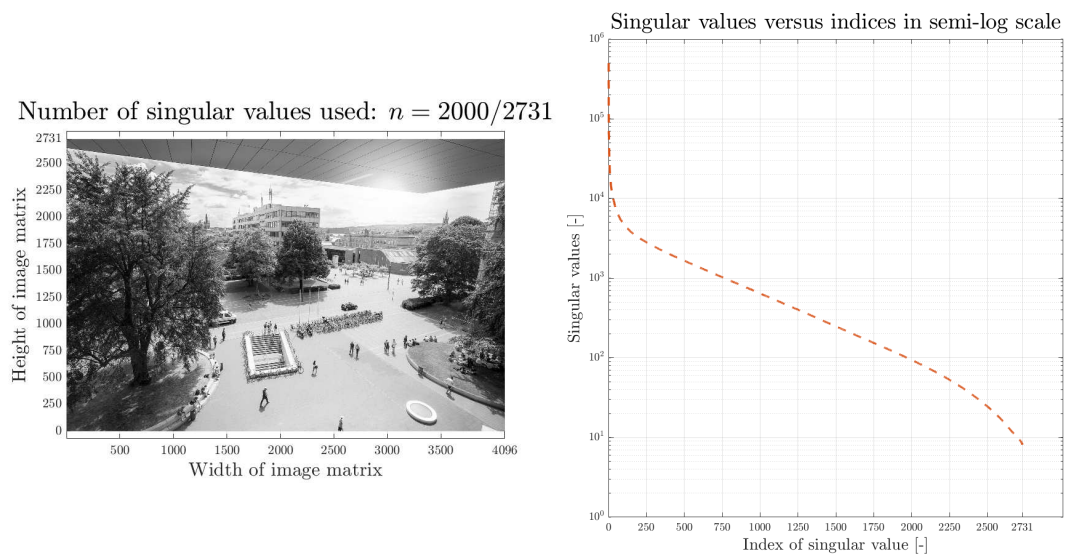 Number of singular values used: n = 2000/2731
2731
2500
2250
2000
1750
1500
1250
1000
750
500
250
0
Height of image matrix
500 1000 1500 2000 2500 3000 3500 4096
Width of image matrix
Singular values versus indices in semi-log scale
10^6
10^5
10^4
10^3
10^2
10^1
10^0
Singular values [-]
0 250 500 750 1000 1250 1500 1750 2000 2250 2500 2731
Index of singular value [-]